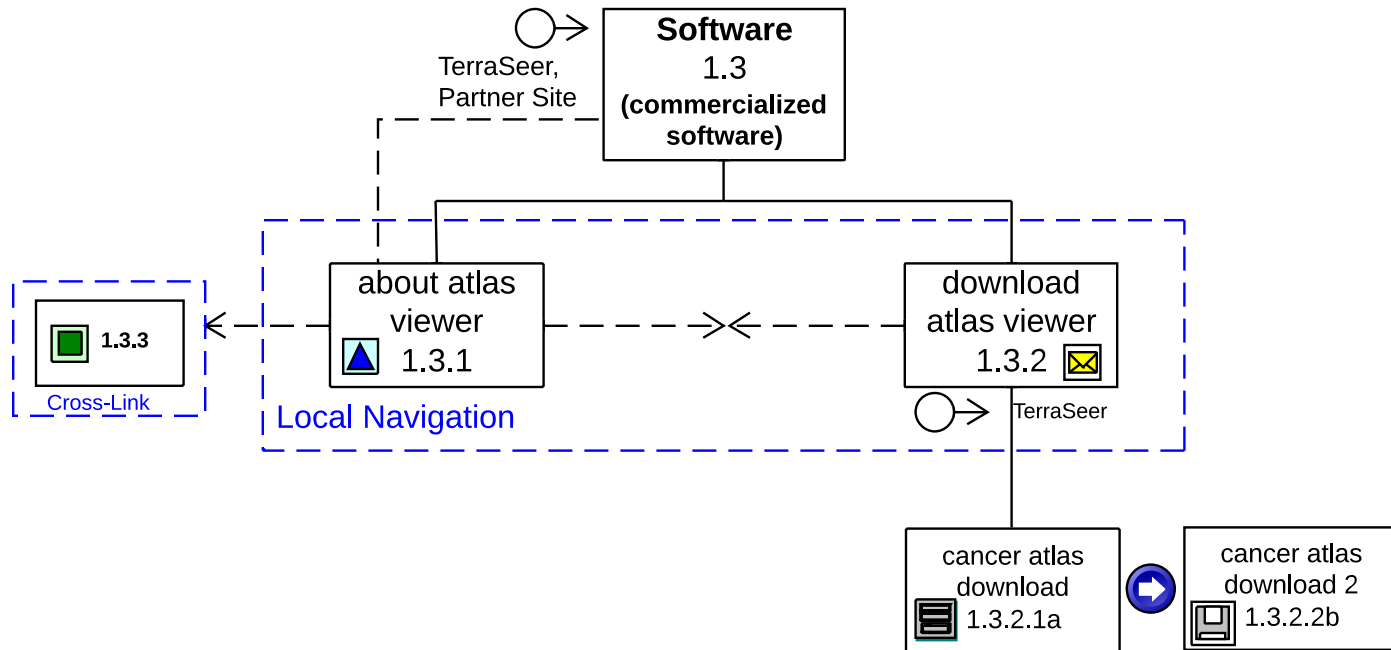 Software
1.3
(commercialized
software)
TerraSeer,
Partner Site
about atlas
viewer
1.3.1
download
atlas viewer
1.3.2
1.3.3
Cross-Link
Local Navigation
TerraSeer
cancer atlas
download
1.3.2.1a
cancer atlas
download 2
1.3.2.2b